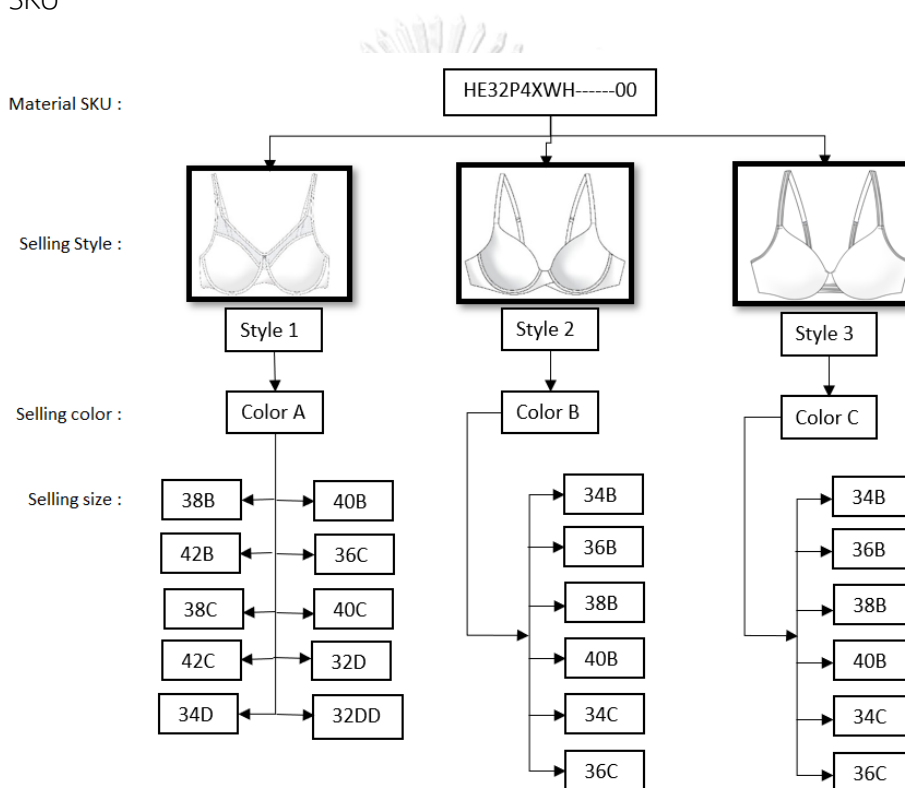 SKU
Material SKU :
HE32P4XWH------00
Selling Style :
Style 1
Style 2
Style 3
Selling color :
Color A
Color B
Color C
Selling size :
38B
40B
42B
36C
38C
40C
42C
32D
34D
32DD
34B
36B
38B
40B
34C
36C
34B
36B
38B
40B
34C
36C